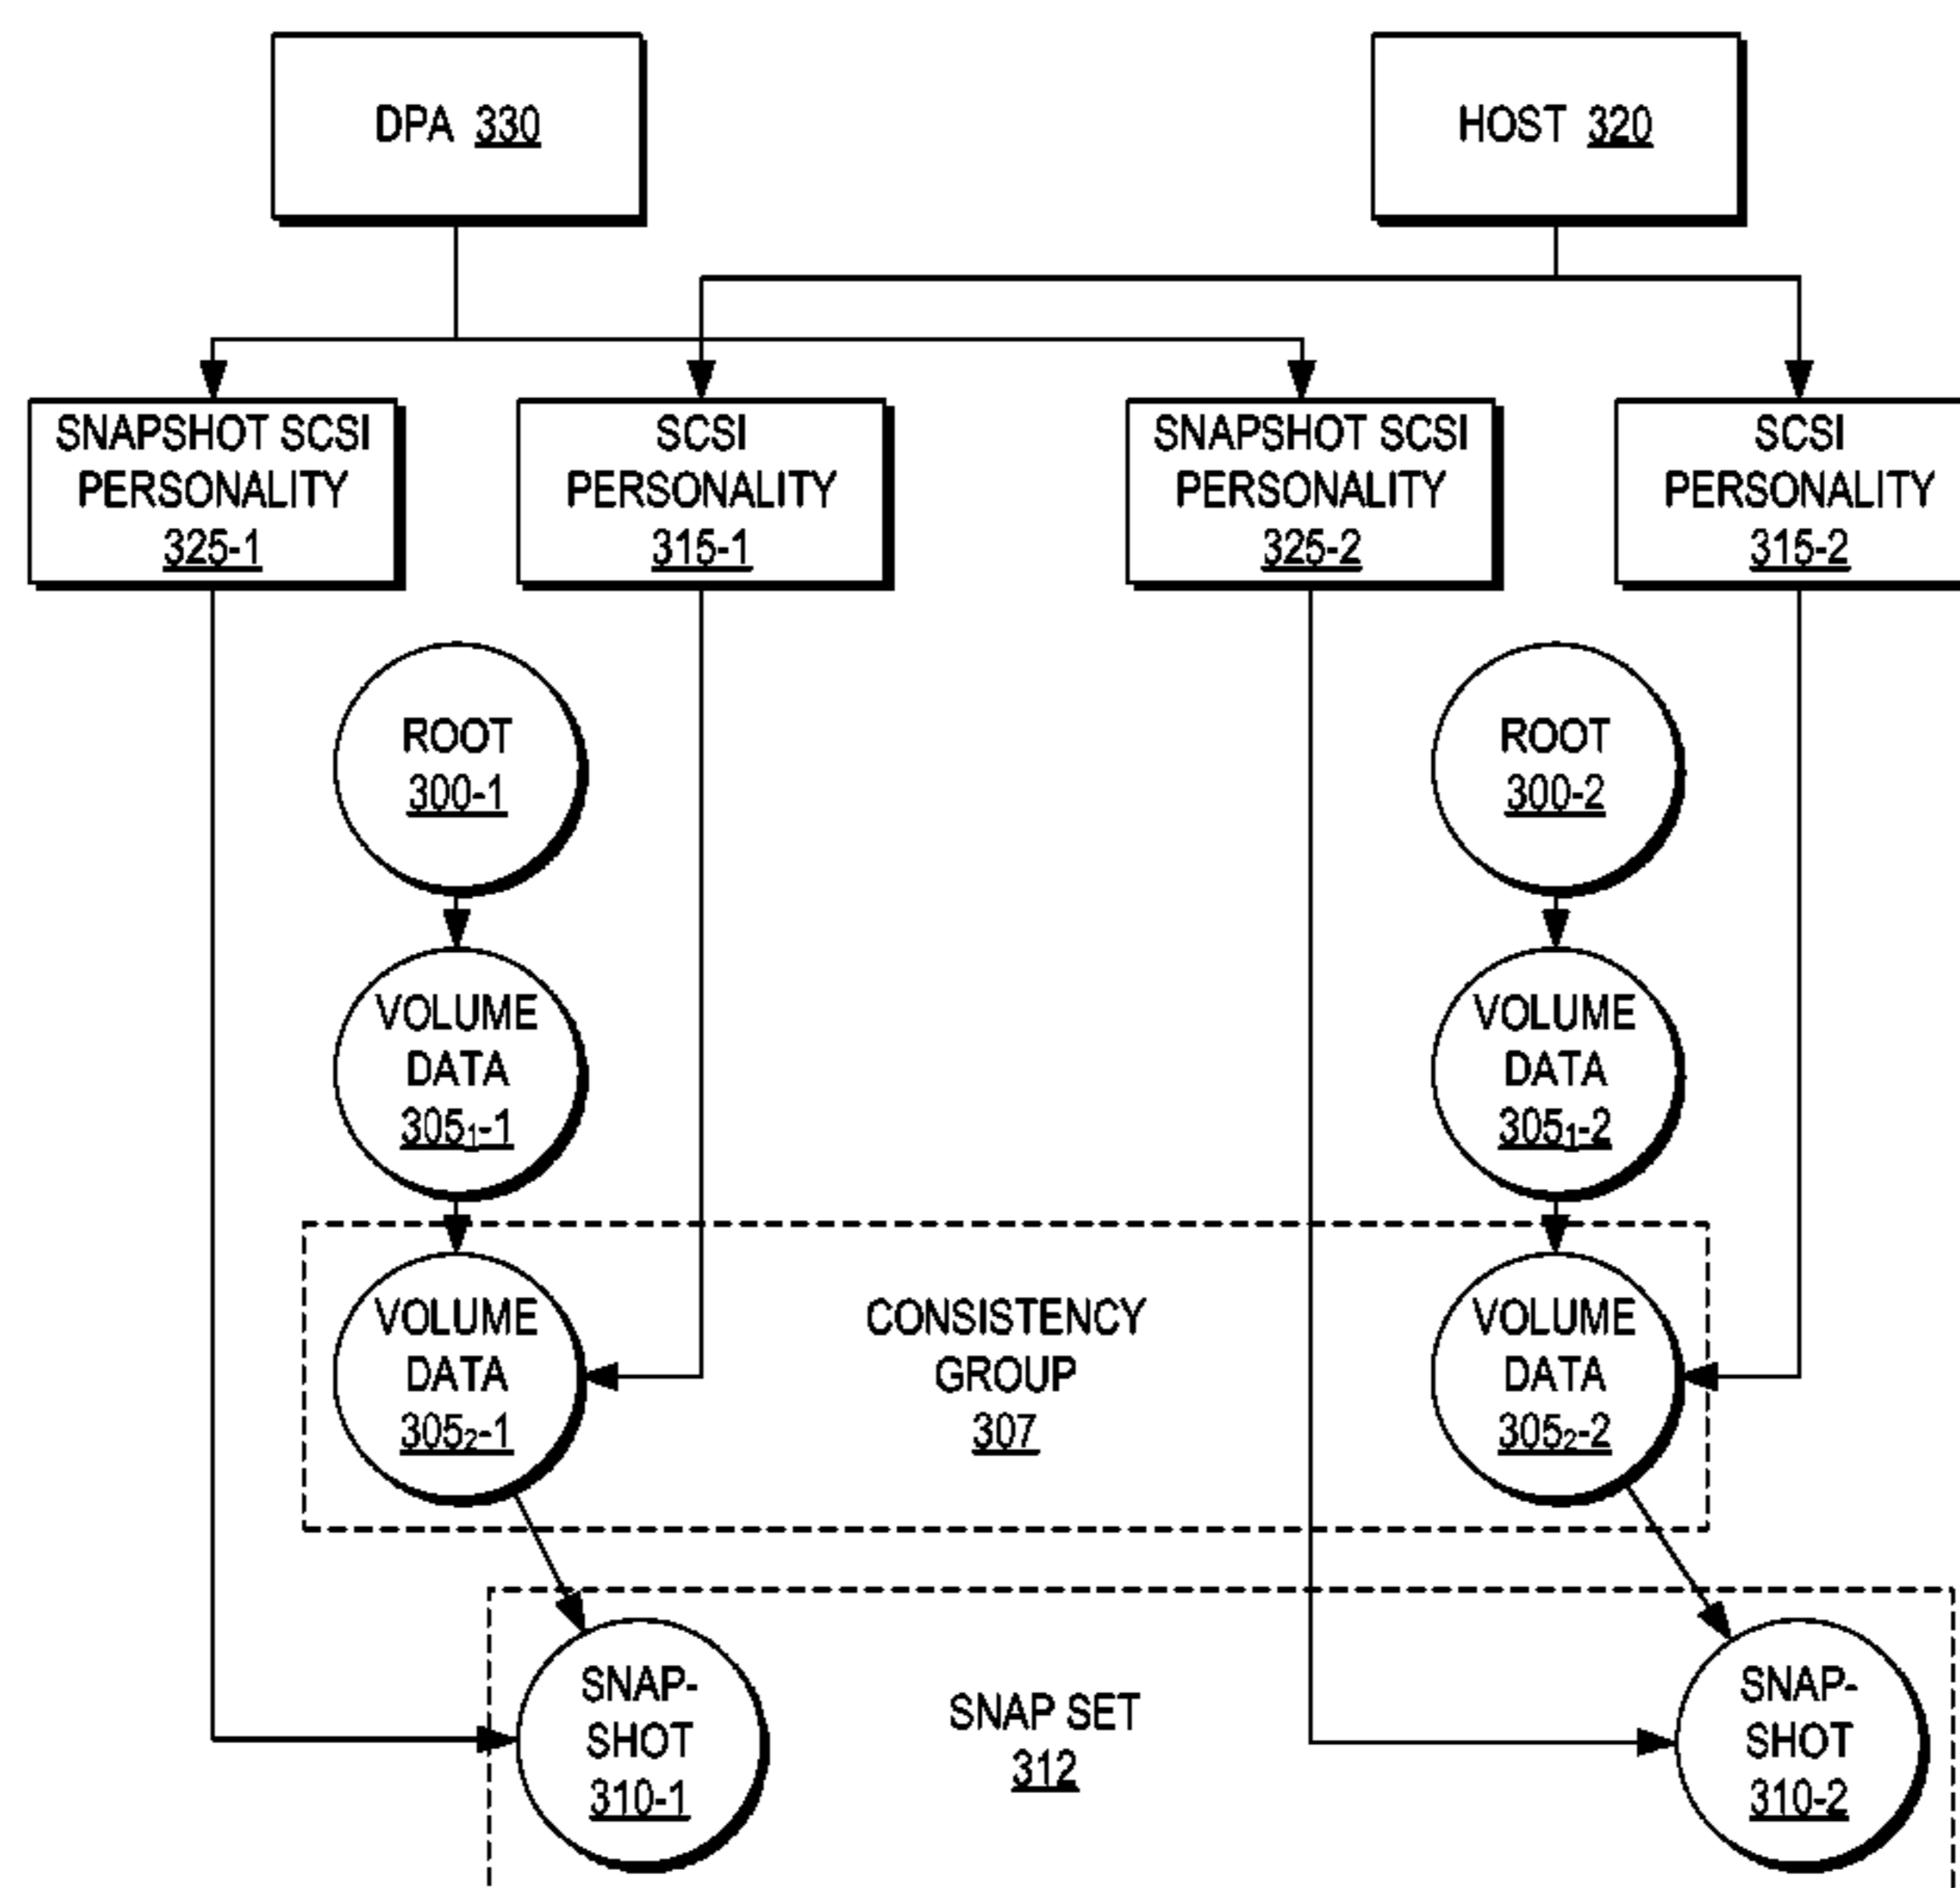 DPA 330
HOST 320
SNAPSHOT SCSI
PERSONALITY
325-1
SCSI
PERSONALITY
315-1
SNAPSHOT SCSI
PERSONALITY
325-2
SCSI
PERSONALITY
315-2
ROOT
300-1
ROOT
300-2
VOLUME
DATA
305₁-1
VOLUME
DATA
305₁-2
VOLUME
DATA
305₂-1
CONSISTENCY
GROUP
307
VOLUME
DATA
305₂-2
SNAP-
SHOT
310-1
SNAP SET
312
SNAP-
SHOT
310-2